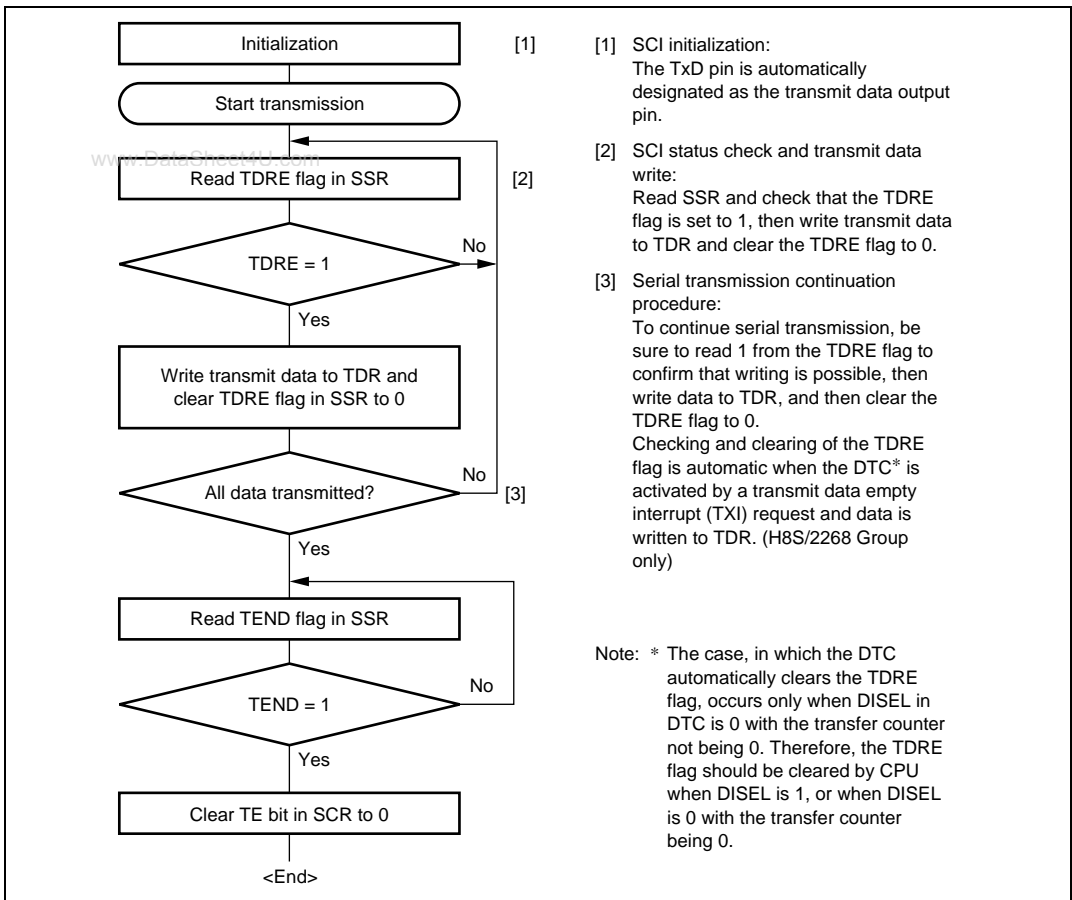 Initialization
[1]
Start transmission
www.DataSheet4U.com
Read TDRE flag in SSR
[2]
TDRE = 1
No
Yes
Write transmit data to TDR and
clear TDRE flag in SSR to 0
All data transmitted?
No
[3]
Yes
Read TEND flag in SSR
TEND = 1
No
Yes
Clear TE bit in SCR to 0
<End>
[1] SCI initialization:
The TxD pin is automatically
designated as the transmit data output
pin.
[2] SCI status check and transmit data
write:
Read SSR and check that the TDRE
flag is set to 1, then write transmit data
to TDR and clear the TDRE flag to 0.
[3] Serial transmission continuation
procedure:
To continue serial transmission, be
sure to read 1 from the TDRE flag to
confirm that writing is possible, then
write data to TDR, and then clear the
TDRE flag to 0.
Checking and clearing of the TDRE
flag is automatic when the DTC* is
activated by a transmit data empty
interrupt (TXI) request and data is
written to TDR. (H8S/2268 Group
only)
Note: * The case, in which the DTC
automatically clears the TDRE
flag, occurs only when DISEL in
DTC is 0 with the transfer counter
not being 0. Therefore, the TDRE
flag should be cleared by CPU
when DISEL is 1, or when DISEL
is 0 with the transfer counter
being 0.